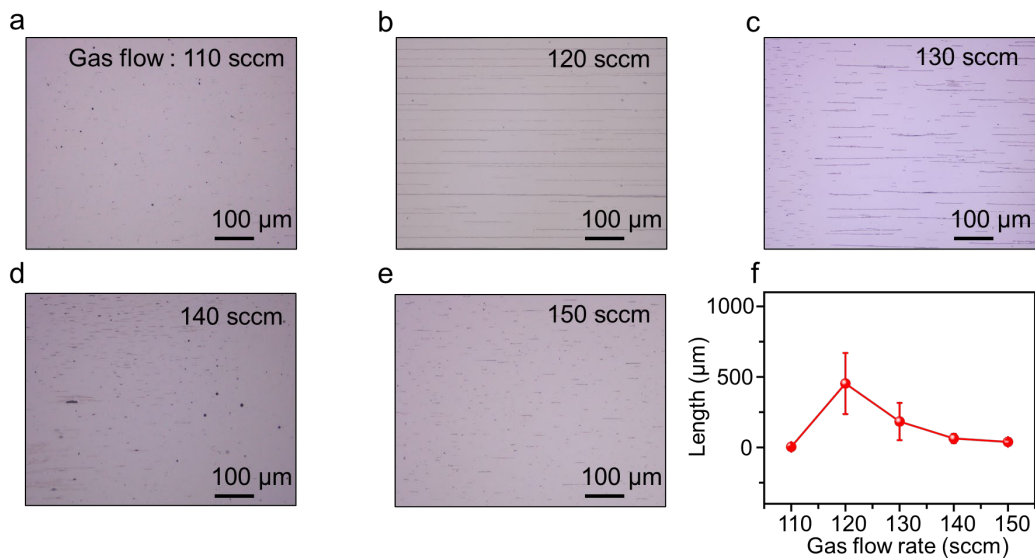 a
Gas flow : 110 sccm
100 µm
b
120 sccm
100 µm
c
130 sccm
100 µm
d
140 sccm
100 µm
e
150 sccm
100 µm
f
1000
500
0
Length (µm)
110 120 130 140 150
Gas flow rate (sccm)